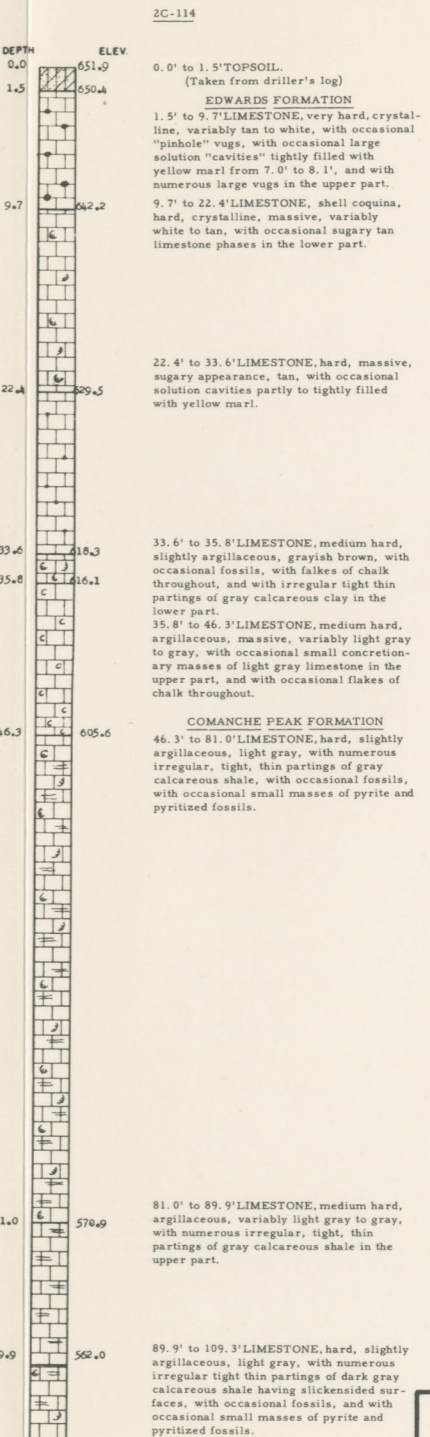 2C-114
DEPTH ELEV.
0.0 651.9 0.0' to 1.5'TOPSOIL.
(Taken from driller's log)
1.5 650.4
EDWARDS FORMATION
1.5' to 9.7'LIMESTONE, very hard, crystal-
line, variably tan to white, with occasional
"pinhole" vugs, with occasional large
solution "cavities" tightly filled with
yellow marl from 7.0' to 8.1', and with
numerous large vugs in the upper part.
9.7 642.2 9.7' to 22.4'LIMESTONE, shell coquina,
hard, crystalline, massive, variably
white to tan, with occasional sugary tan
limestone phases in the lower part.
22.4' to 33.6'LIMESTONE, hard, massive,
sugary appearance, tan, with occasional
22.4 629.5 solution cavities partly to tightly filled
with yellow marl.
33.6' to 35.8'LIMESTONE, medium hard,
33.6 618.3 slightly argillaceous, grayish brown, with
occasional fossils, with falkes of chalk
35.8 616.1 throughout, and with irregular tight thin
partings of gray calcareous clay in the
lower part.
35.8' to 46.3'LIMESTONE, medium hard,
argillaceous, massive, variably light gray
to gray, with occasional small concretion-
ary masses of light gray limestone in the
upper part, and with occasional flakes of
chalk throughout.
COMANCHE PEAK FORMATION
6.3 605.6 46.3' to 81.0'LIMESTONE, hard, slightly
argillaceous, light gray, with numerous
irregular, tight, thin partings of gray
calcareous shale, with occasional fossils,
with occasional small masses of pyrite and
pyritized fossils.
81.0' to 89.9'LIMESTONE, medium hard,
1.0 570.9 argillaceous, variably light gray to gray,
with numerous irregular, tight, thin
partings of gray calcareous shale in the
upper part.
9.9 562.0 89.9' to 109.3'LIMESTONE, hard, slightly
argillaceous, light gray, with numerous
irregular tight thin partings of dark gray
calcareous shale having slickensided sur-
faces, with occasional fossils, and with
occasional small masses of pyrite and
pyritized fossils.